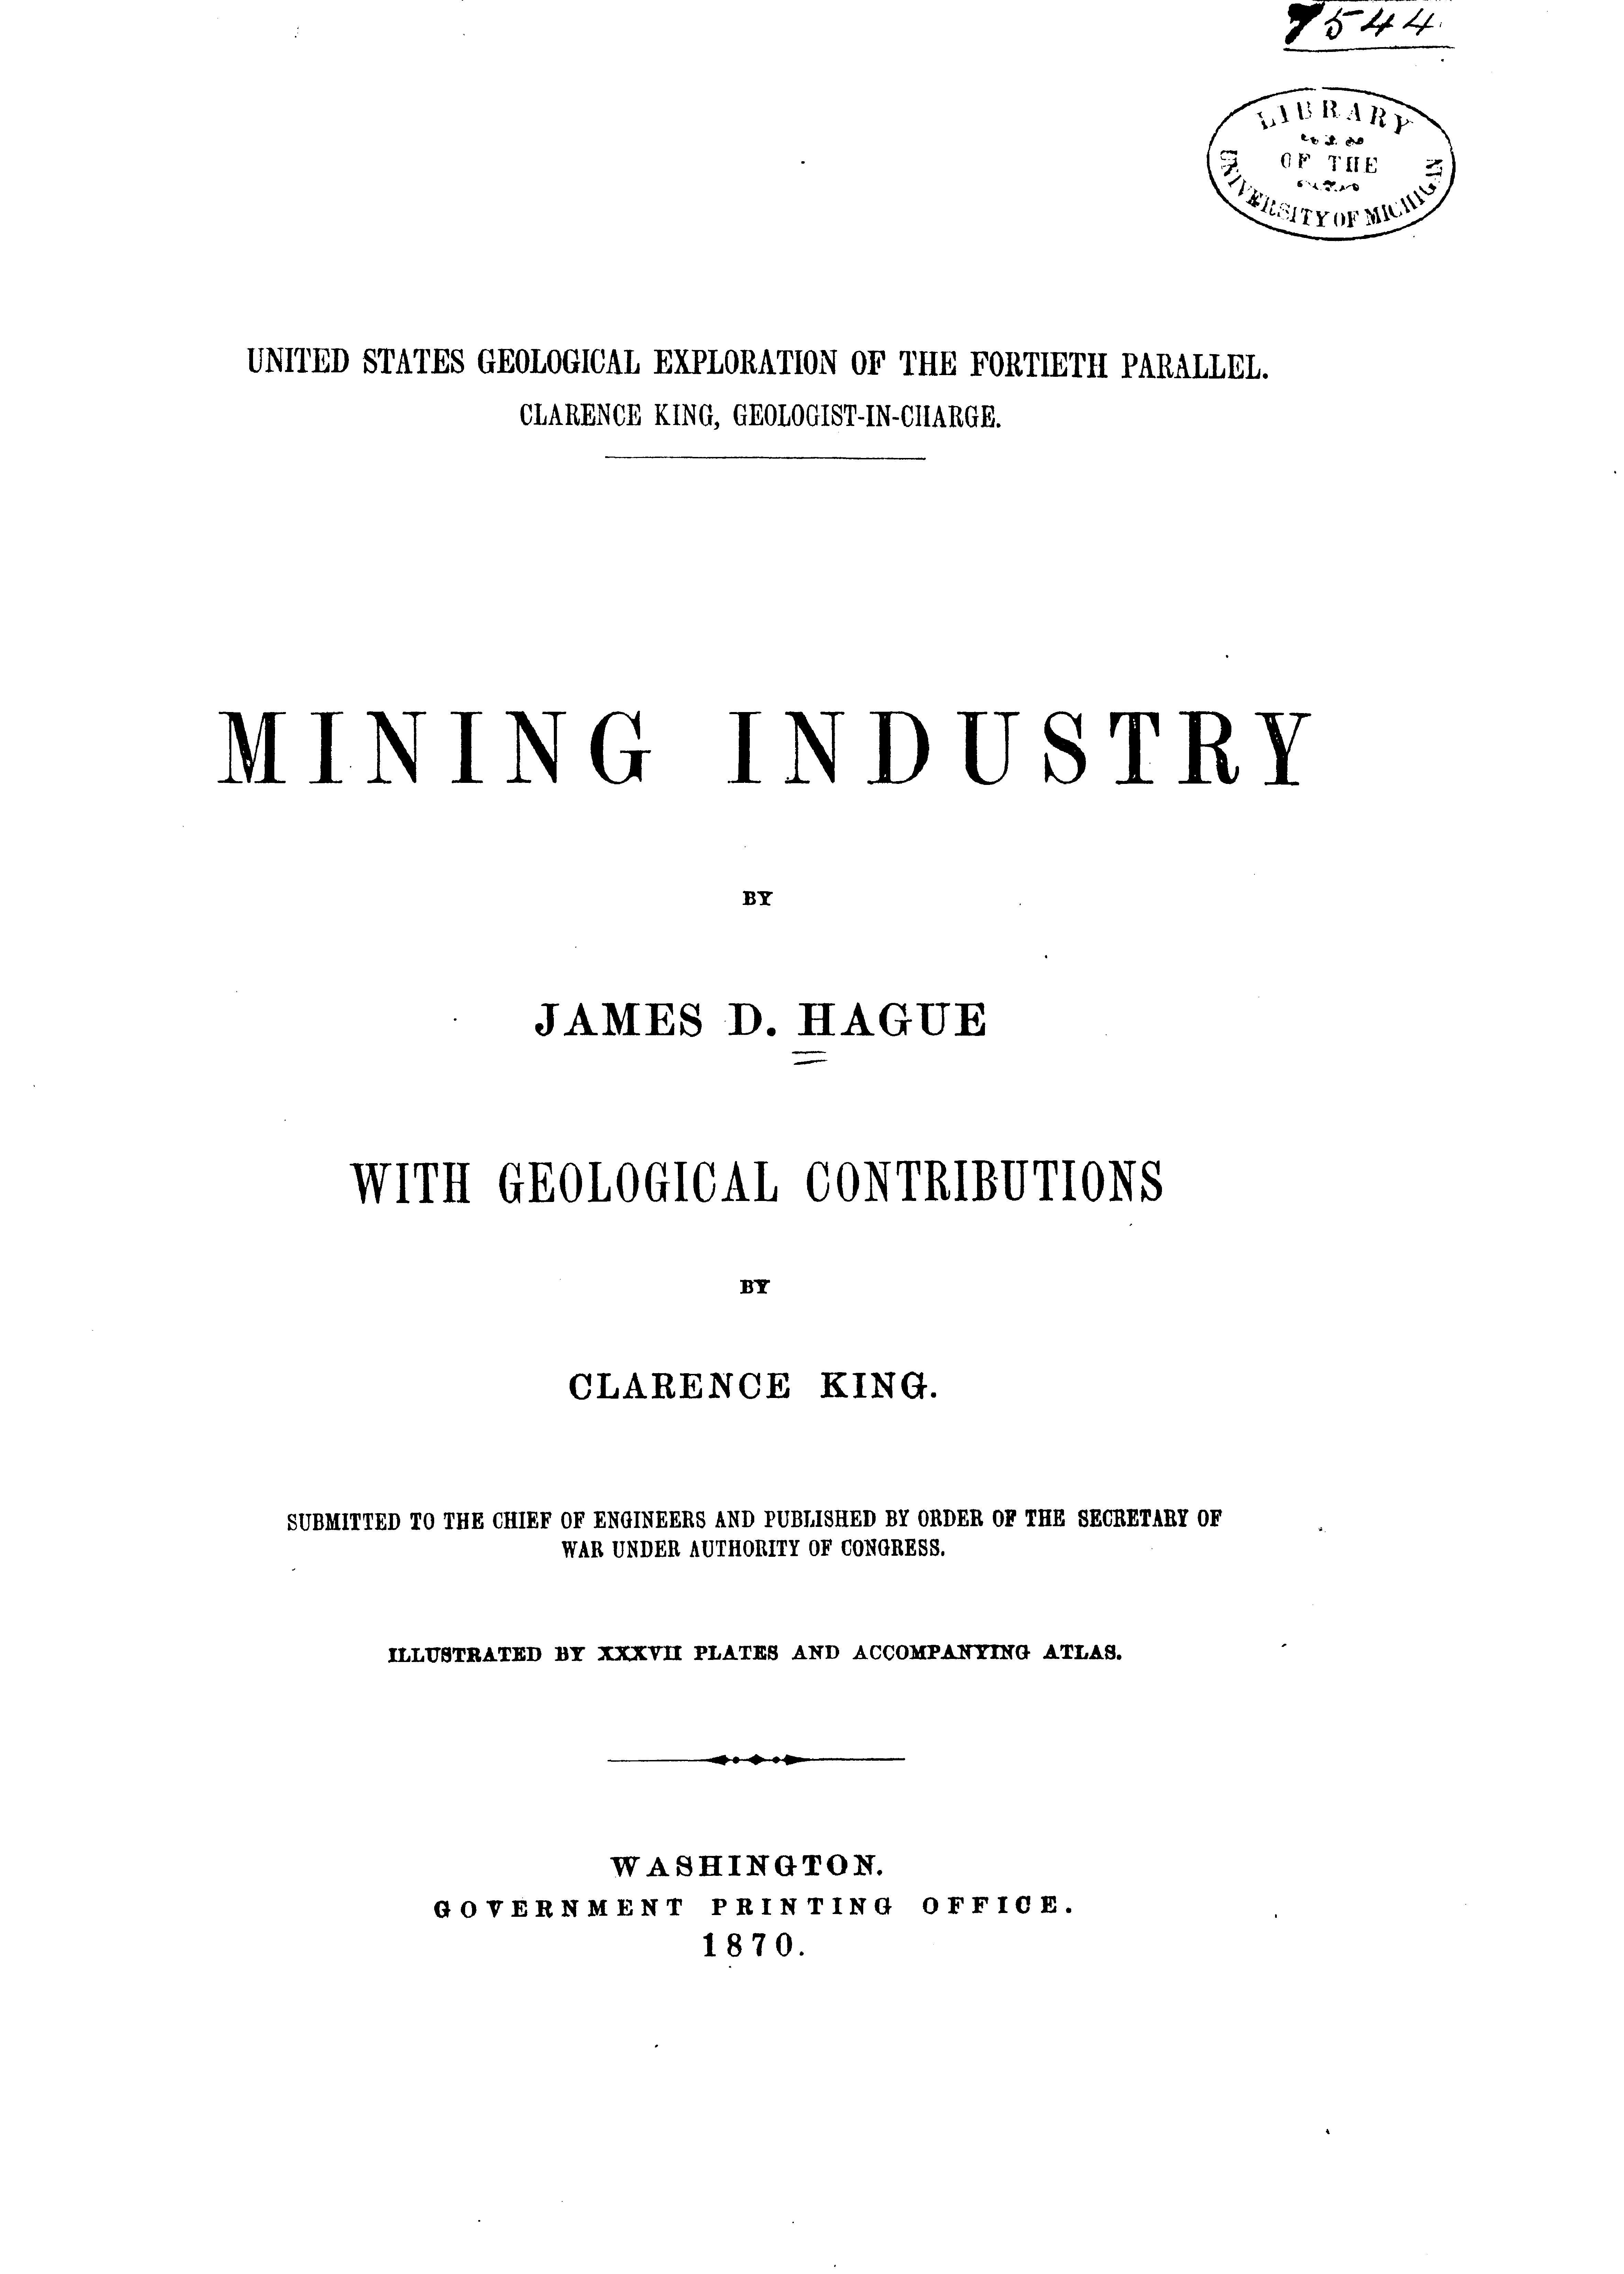 7544
LIBRARY
OF THE
UNIVERSITY OF MICHIGAN
UNITED STATES GEOLOGICAL EXPLORATION OF THE FORTIETH PARALLEL.
CLARENCE KING, GEOLOGIST-IN-CHARGE.
MINING INDUSTRY
BY
JAMES D. HAGUE
WITH GEOLOGICAL CONTRIBUTIONS
BY
CLARENCE KING.
SUBMITTED TO THE CHIEF OF ENGINEERS AND PUBLISHED BY ORDER OF THE SECRETARY OF
WAR UNDER AUTHORITY OF CONGRESS.
ILLUSTRATED BY XXXVII PLATES AND ACCOMPANYING ATLAS.
WASHINGTON.
GOVERNMENT PRINTING OFFICE.
1870.